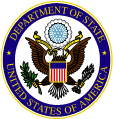 DEPARTMENT OF STATE
UNITED STATES OF AMERICA